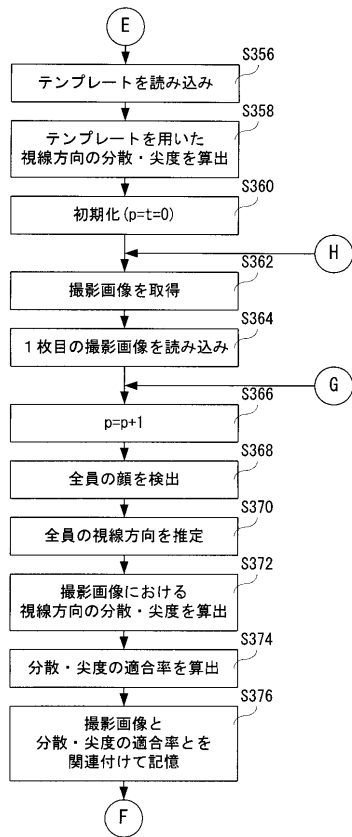 E
S356
テンプレートを読み込み
S358
テンプレートを用いた
視線方向の分散・尖度を算出
S360
初期化(p=t=0)
H
S362
撮影画像を取得
S364
1枚目の撮影画像を読み込み
G
S366
p=p+1
S368
全員の顔を検出
S370
全員の視線方向を推定
S372
撮影画像における
視線方向の分散・尖度を算出
S374
分散・尖度の適合率を算出
S376
撮影画像と
分散・尖度の適合率とを
関連付けて記憶
F